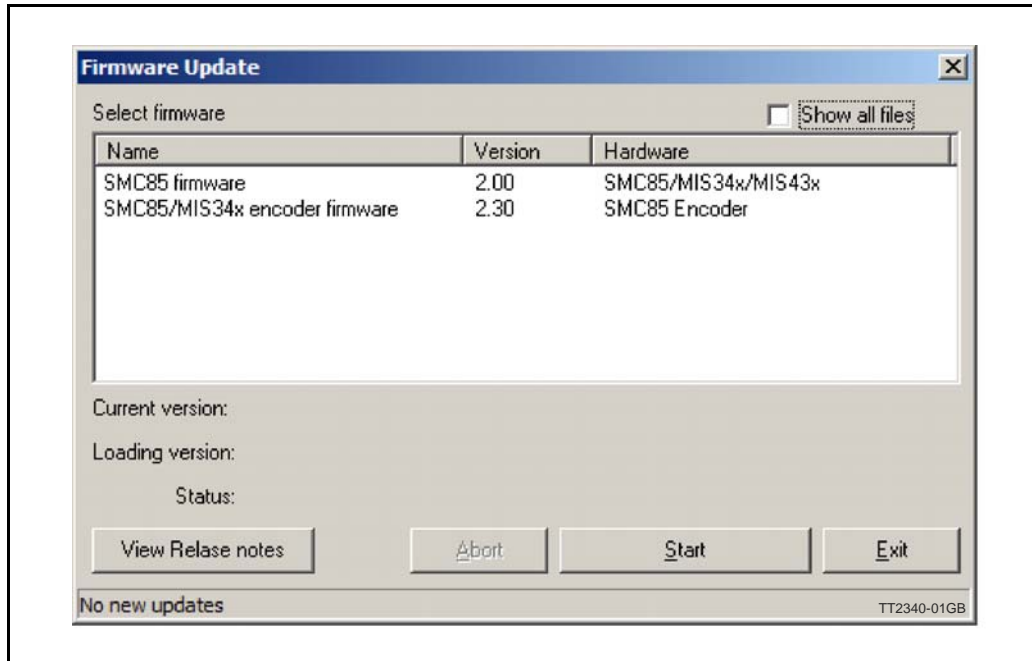 Firmware Update
Select firmware Show all files
Name Version Hardware
SMC85 firmware 2.00 SMC85/MIS34x/MIS43x
SMC85/MIS34x encoder firmware 2.30 SMC85 Encoder
Current version:
Loading version:
Status:
View Relase notes Abort Start Exit
No new updates TT2340-01GB